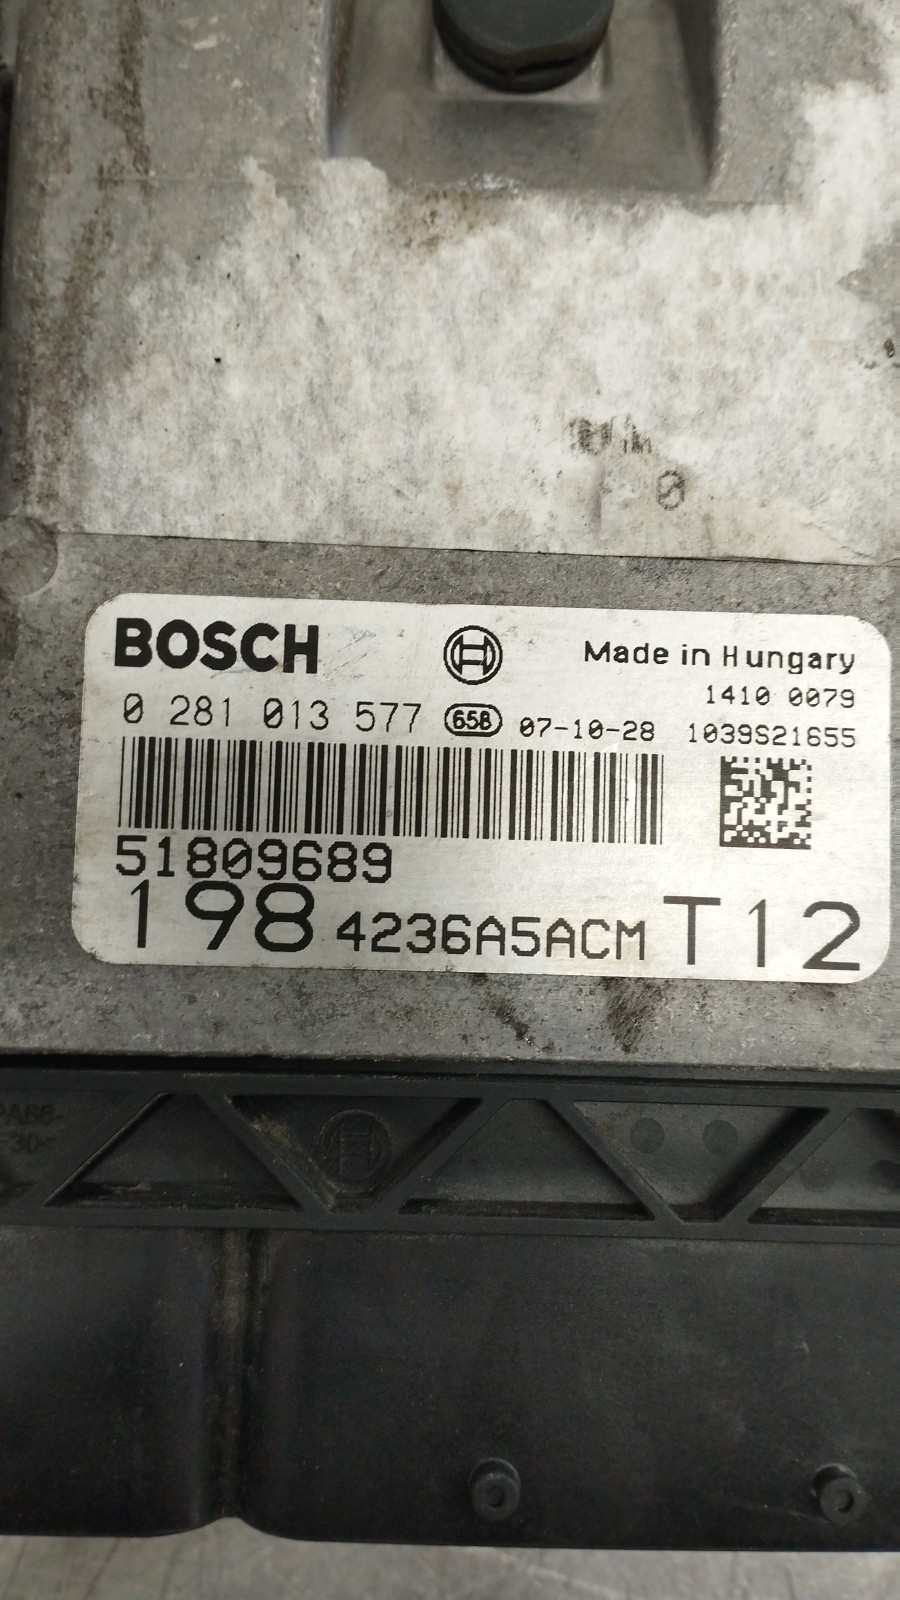 BOSCH
Made in Hungary
1410 0079
0 281 013 577 658 07-10-28 1039S21655
51809689
198 4236A5ACM T12